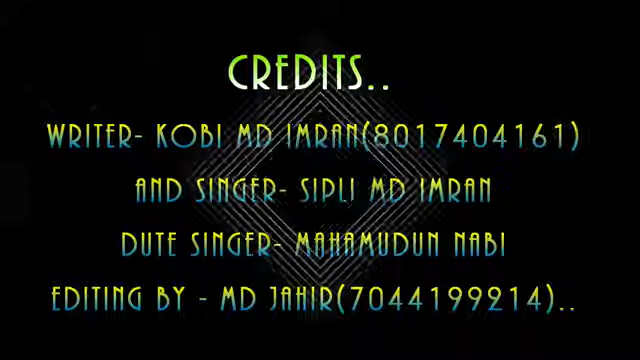 CREDITS..
WRITER- KOBI MD IMRAN(8017404161)
AND SINGER- SIPLI MD IMRAN
DUTE SINGER- MAHAMUDUN NABI
EDITING BY - MD JAHIR(7044199214)..